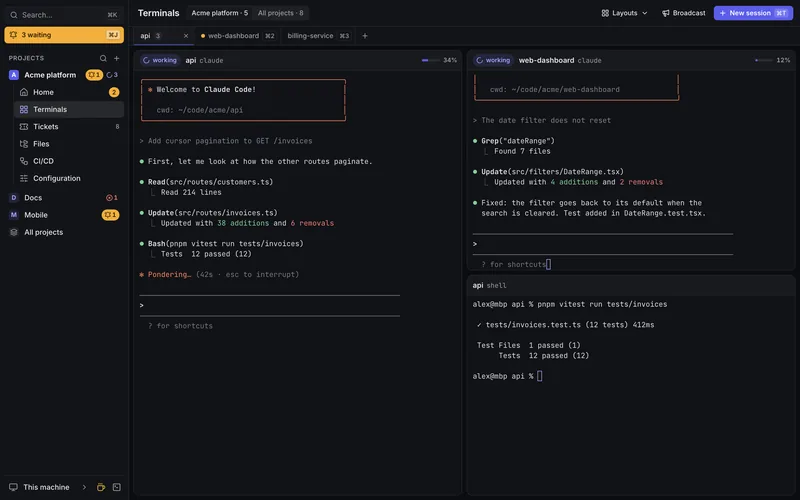 Search... ⌘K
3 waiting ⌘J
PROJECTS
A Acme platform 1 3
Home 2
Terminals
Tickets 8
Files
CI/CD
Configuration
D Docs 1
M Mobile 1
All projects
This machine
Terminals Acme platform · 5 All projects · 8
Layouts Broadcast + New session ⌘T
api 3 × web-dashboard ⌘2 billing-service ⌘3 +
working api claude 34%
✻ Welcome to Claude Code!
cwd: ~/code/acme/api
> Add cursor pagination to GET /invoices
● First, let me look at how the other routes paginate.
● Read(src/routes/customers.ts)
⎿ Read 214 lines
● Update(src/routes/invoices.ts)
⎿ Updated with 38 additions and 6 removals
● Bash(pnpm vitest run tests/invoices)
⎿ Tests 12 passed (12)
✻ Pondering… (42s · esc to interrupt)
>
? for shortcuts
working web-dashboard claude 12%
cwd: ~/code/acme/web-dashboard
> The date filter does not reset
● Grep("dateRange")
⎿ Found 7 files
● Update(src/filters/DateRange.tsx)
⎿ Updated with 4 additions and 2 removals
● Fixed: the filter goes back to its default when the
search is cleared. Test added in DateRange.test.tsx.
>
? for shortcuts
api shell
alex@mbp api % pnpm vitest run tests/invoices
✓ tests/invoices.test.ts (12 tests) 412ms
Test Files 1 passed (1)
Tests 12 passed (12)
alex@mbp api %